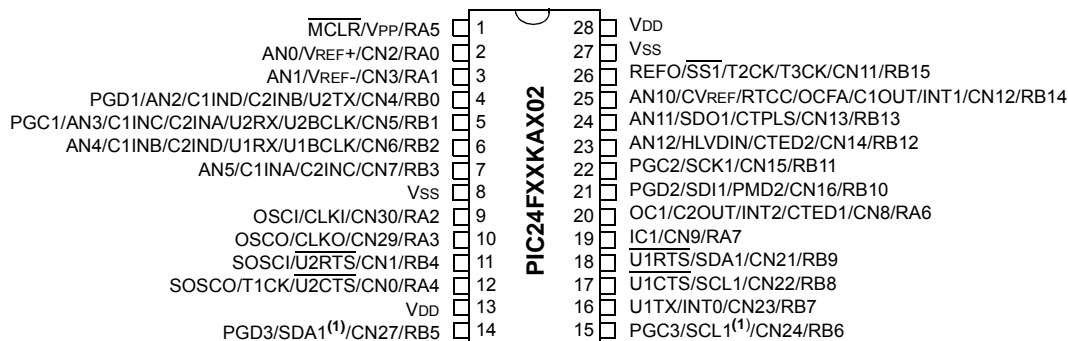 MCLR/VPP/RA5 1 28 VDD
AN0/VREF+/CN2/RA0 2 27 VSS
AN1/VREF-/CN3/RA1 3 26 REFO/SS1/T2CK/T3CK/CN11/RB15
PGD1/AN2/C1IND/C2INB/U2TX/CN4/RB0 4 25 AN10/CVREF/RTCC/OCFA/C1OUT/INT1/CN12/RB14
PGC1/AN3/C1INC/C2INA/U2RX/U2BCLK/CN5/RB1 5 24 AN11/SDO1/CTPLS/CN13/RB13
AN4/C1INB/C2IND/U1RX/U1BCLK/CN6/RB2 6 23 AN12/HLVDIN/CTED2/CN14/RB12
AN5/C1INA/C2INC/CN7/RB3 7 22 PGC2/SCK1/CN15/RB11
VSS 8 21 PGD2/SDI1/PMD2/CN16/RB10
OSCI/CLKI/CN30/RA2 9 20 OC1/C2OUT/INT2/CTED1/CN8/RA6
OSCO/CLKO/CN29/RA3 10 19 IC1/CN9/RA7
SOSCI/U2RTS/CN1/RB4 11 18 U1RTS/SDA1/CN21/RB9
SOSCO/T1CK/U2CTS/CN0/RA4 12 17 U1CTS/SCL1/CN22/RB8
VDD 13 16 U1TX/INT0/CN23/RB7
PGD3/SDA1(1)/CN27/RB5 14 15 PGC3/SCL1(1)/CN24/RB6
PIC24FXXKAX02